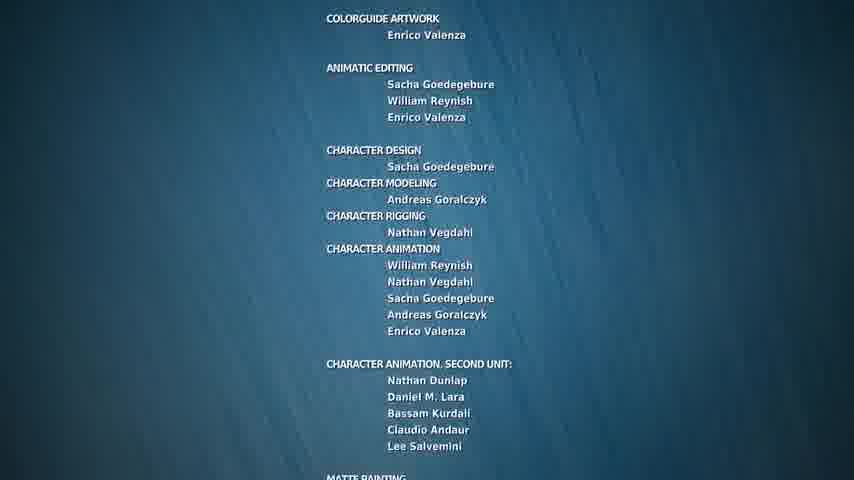 COLORGUIDE ARTWORK
Enrico Valenza
ANIMATIC EDITING
Sacha Goedegebure
William Reynish
Enrico Valenza
CHARACTER DESIGN
Sacha Goedegebure
CHARACTER MODELING
Andreas Goralczyk
CHARACTER RIGGING
Nathan Vegdahl
CHARACTER ANIMATION
William Reynish
Nathan Vegdahl
Sacha Goedegebure
Andreas Goralczyk
Enrico Valenza
CHARACTER ANIMATION, SECOND UNIT:
Nathan Dunlap
Daniel M. Lara
Bassam Kurdali
Claudio Andaur
Lee Salvemini
MATTE PAINTING